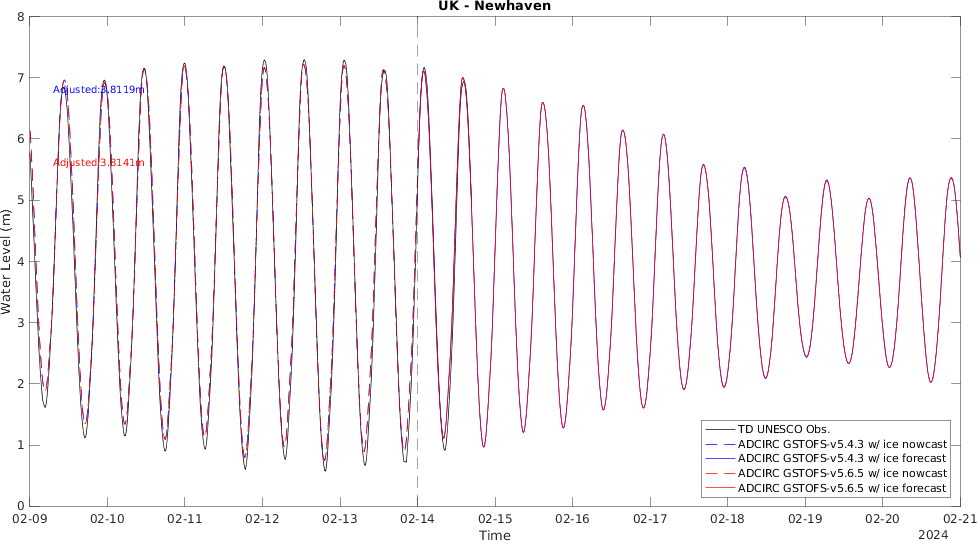 UK - Newhaven
8
7
6
5
4
3
2
1
0
Water Level (m)
Adjusted:3.8119m
Adjusted:3.8141m
TD UNESCO Obs.
ADCIRC GSTOFS-v5.4.3 w/ ice nowcast
ADCIRC GSTOFS-v5.4.3 w/ ice forecast
ADCIRC GSTOFS-v5.6.5 w/ ice nowcast
ADCIRC GSTOFS-v5.6.5 w/ ice forecast
02-09 02-10 02-11 02-12 02-13 02-14 02-15 02-16 02-17 02-18 02-19 02-20 02-21
Time
2024